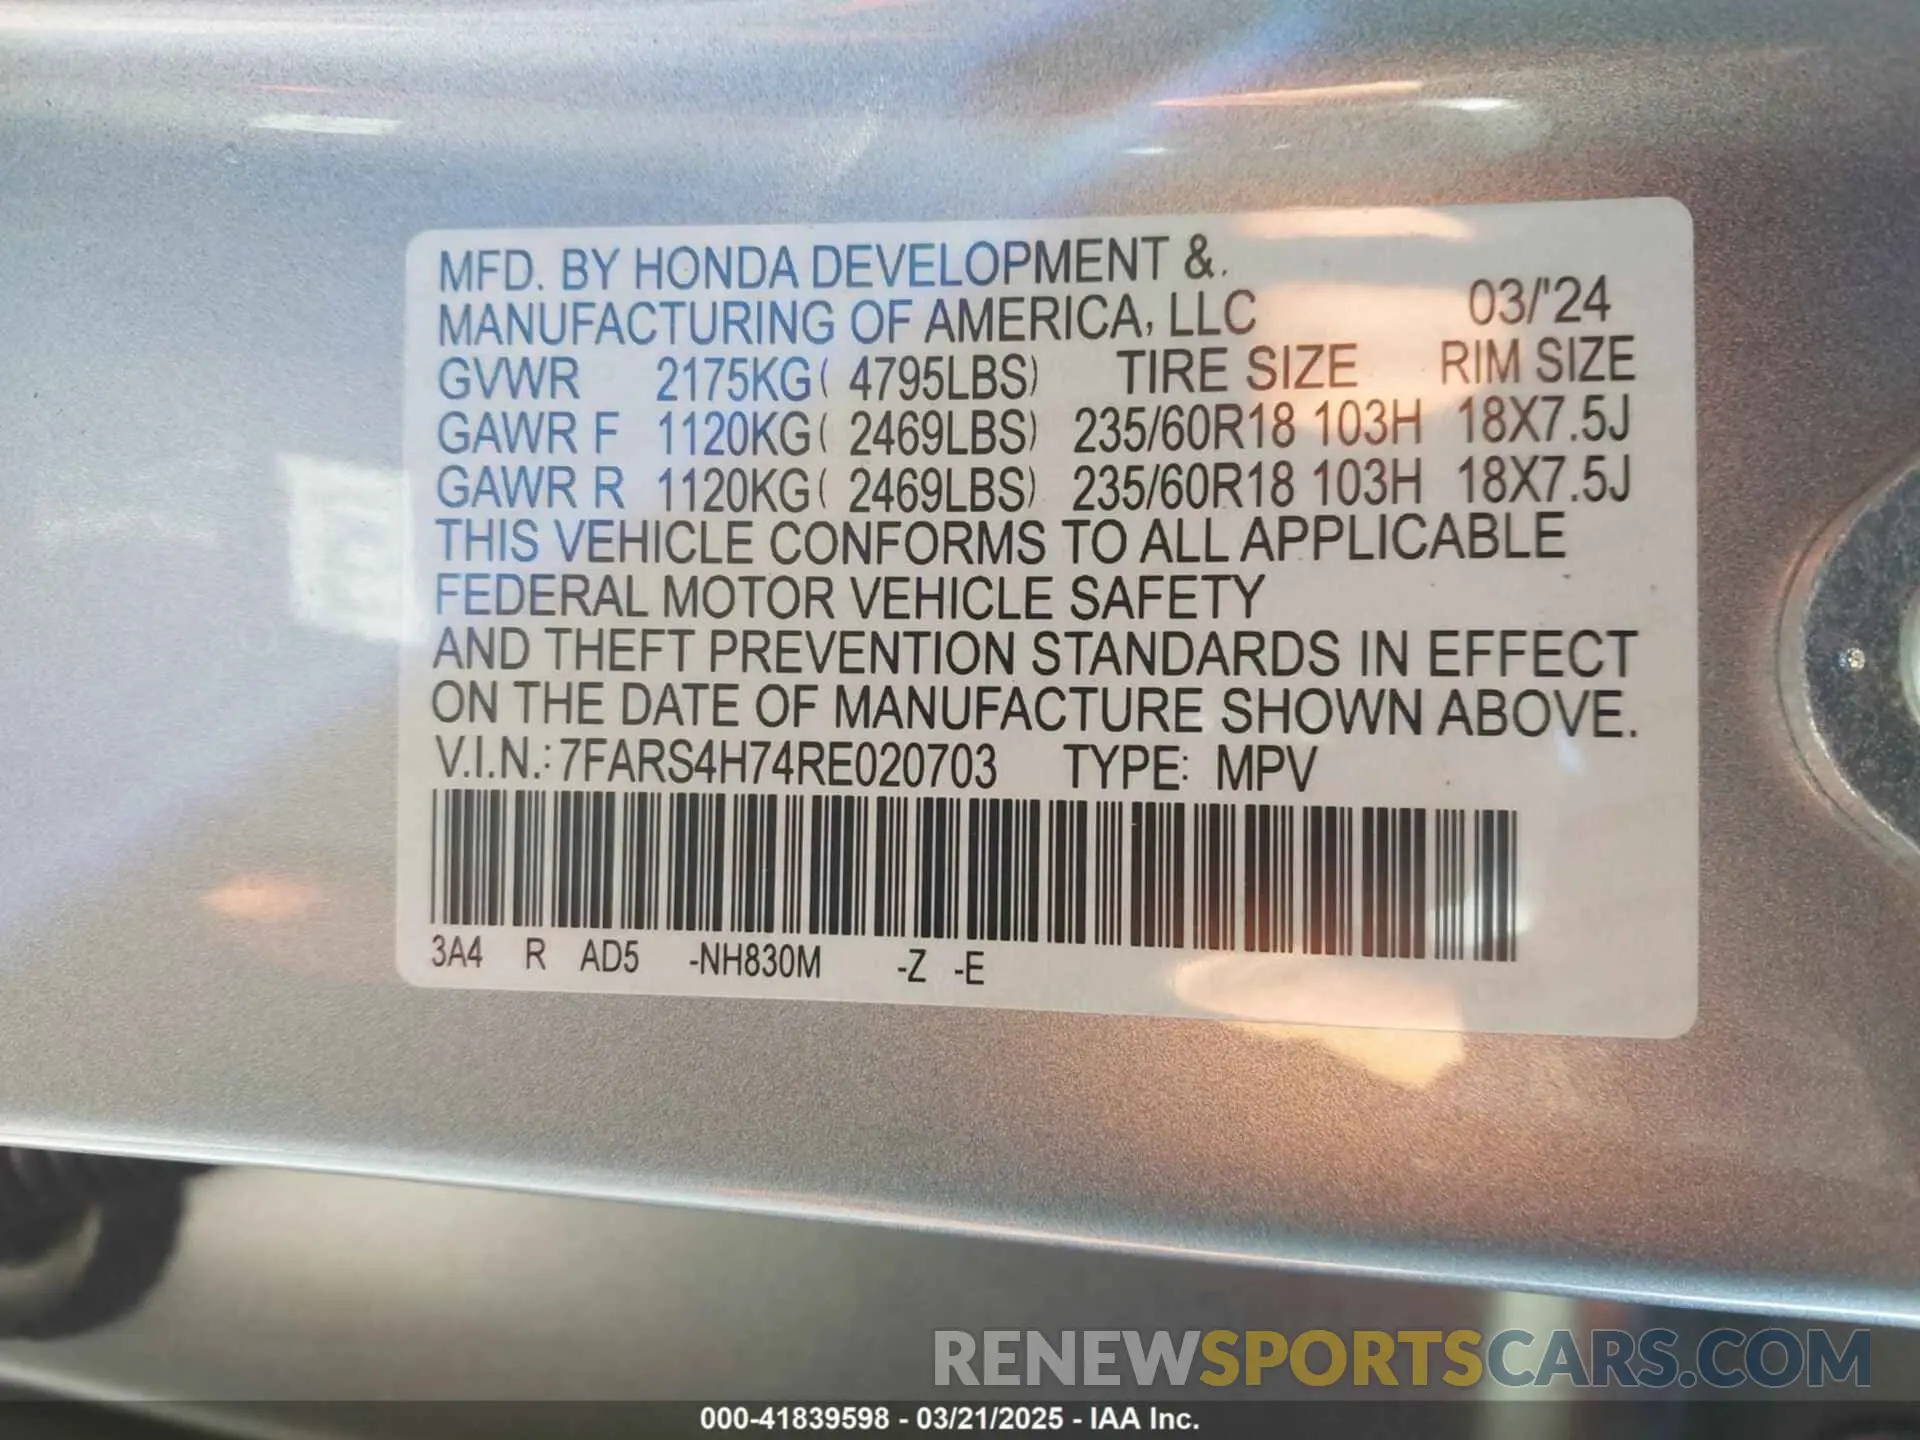 MFD. BY HONDA DEVELOPMENT &
MANUFACTURING OF AMERICA, LLC 03/'24
GVWR 2175KG( 4795LBS) TIRE SIZE RIM SIZE
GAWR F 1120KG( 2469LBS) 235/60R18 103H 18X7.5J
GAWR R 1120KG( 2469LBS) 235/60R18 103H 18X7.5J
THIS VEHICLE CONFORMS TO ALL APPLICABLE
FEDERAL MOTOR VEHICLE SAFETY
AND THEFT PREVENTION STANDARDS IN EFFECT
ON THE DATE OF MANUFACTURE SHOWN ABOVE.
V.I.N.: 7FARS4H74RE020703 TYPE: MPV
3A4 R AD5 -NH830M -Z -E
RENEWSPORTSCARS.COM
000-41839598 - 03/21/2025 - IAA Inc.